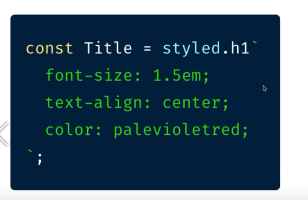 const Title = styled.h1`
  font-size: 1.5em;
  text-align: center;
  color: palevioletred;
`;